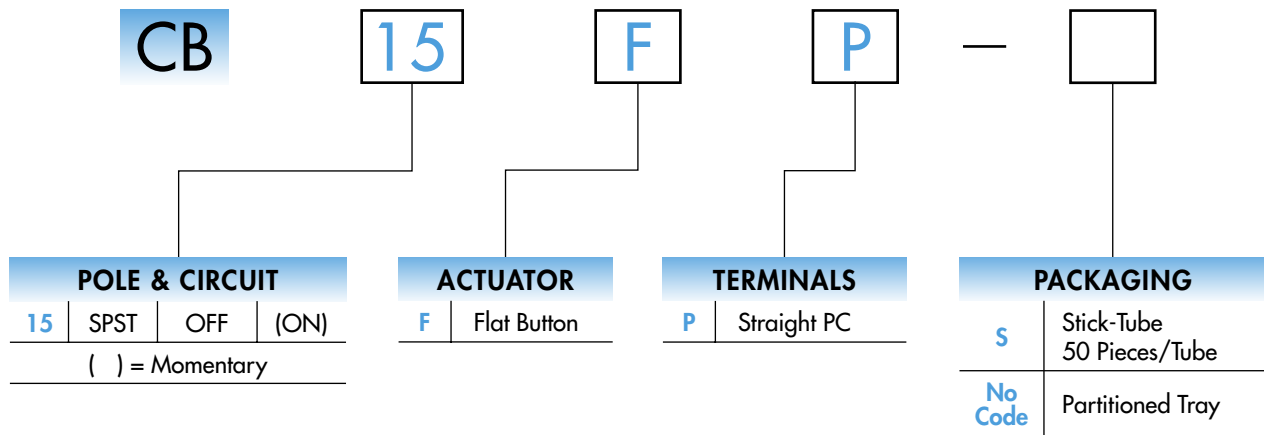 CB 15 F P —
POLE & CIRCUIT
15 SPST OFF (ON)
( ) = Momentary
ACTUATOR
F Flat Button
TERMINALS
P Straight PC
PACKAGING
S Stick-Tube
50 Pieces/Tube
No
Code Partitioned Tray